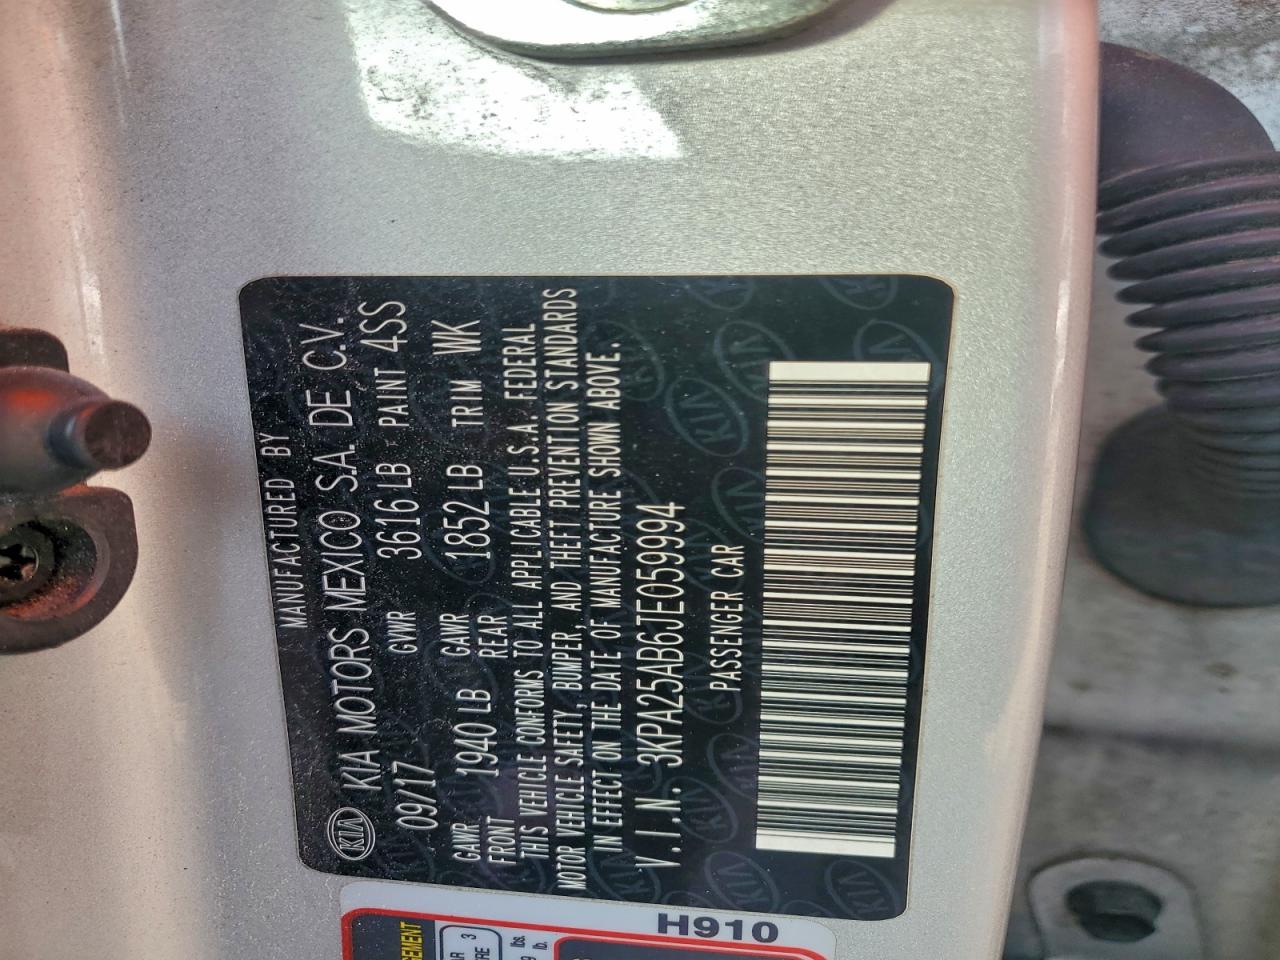 MANUFACTURED BY
KIA KIA MOTORS MEXICO S.A. DE C.V.
09/17 GVWR 3616 LB PAINT 4SS
GAWR FRONT 1940 LB GAWR REAR 1852 LB TRIM WK
THIS VEHICLE CONFORMS TO ALL APPLICABLE U.S.A. FEDERAL
MOTOR VEHICLE SAFETY, BUMPER, AND THEFT PREVENTION STANDARDS
IN EFFECT ON THE DATE OF MANUFACTURE SHOWN ABOVE.
V.I.N. 3KPA25AB6JE059994
PASSENGER CAR
H910